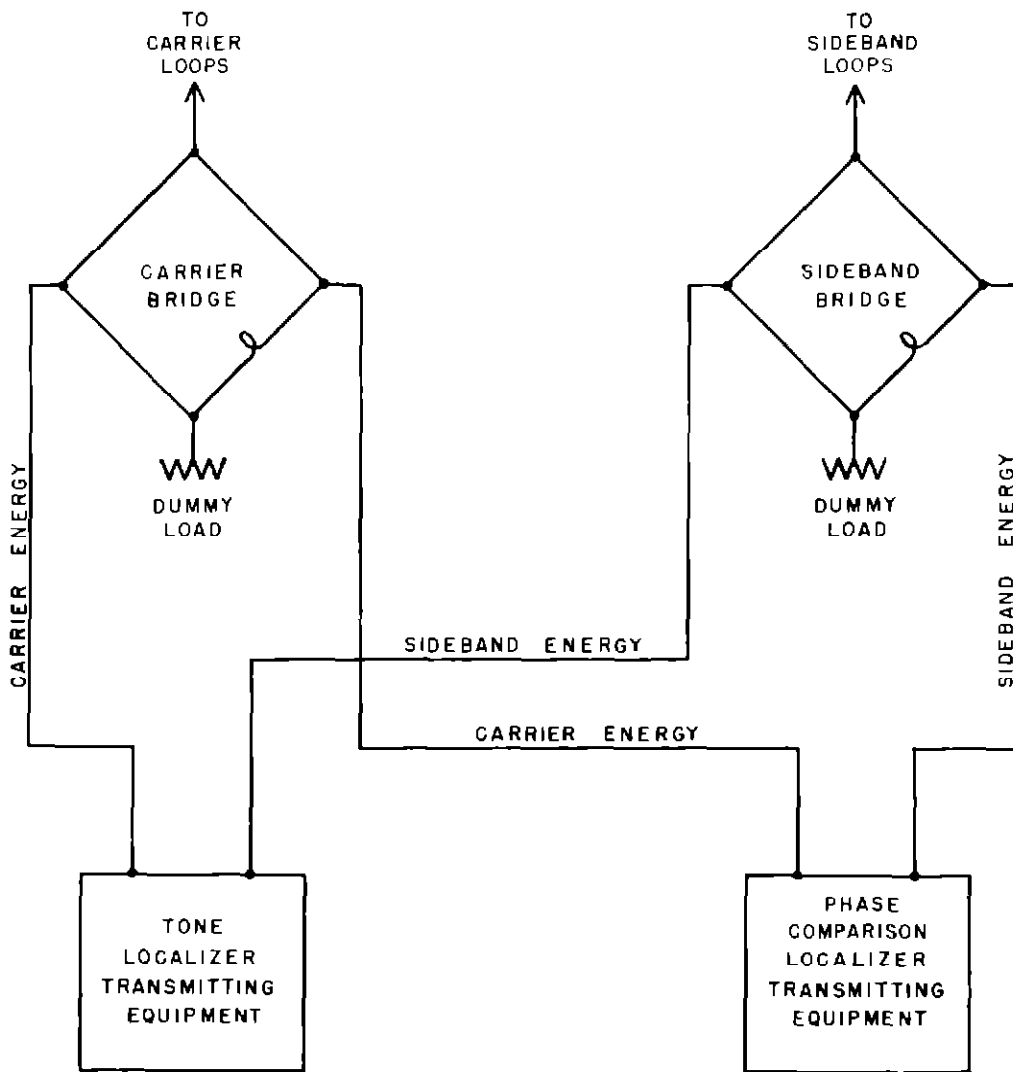 TO
CARRIER
LOOPS
TO
SIDEBAND
LOOPS
CARRIER
BRIDGE
SIDEBAND
BRIDGE
DUMMY
LOAD
DUMMY
LOAD
CARRIER ENERGY
SIDEBAND ENERGY
SIDEBAND ENERGY
CARRIER ENERGY
TONE
LOCALIZER
TRANSMITTING
EQUIPMENT
PHASE
COMPARISON
LOCALIZER
TRANSMITTING
EQUIPMENT